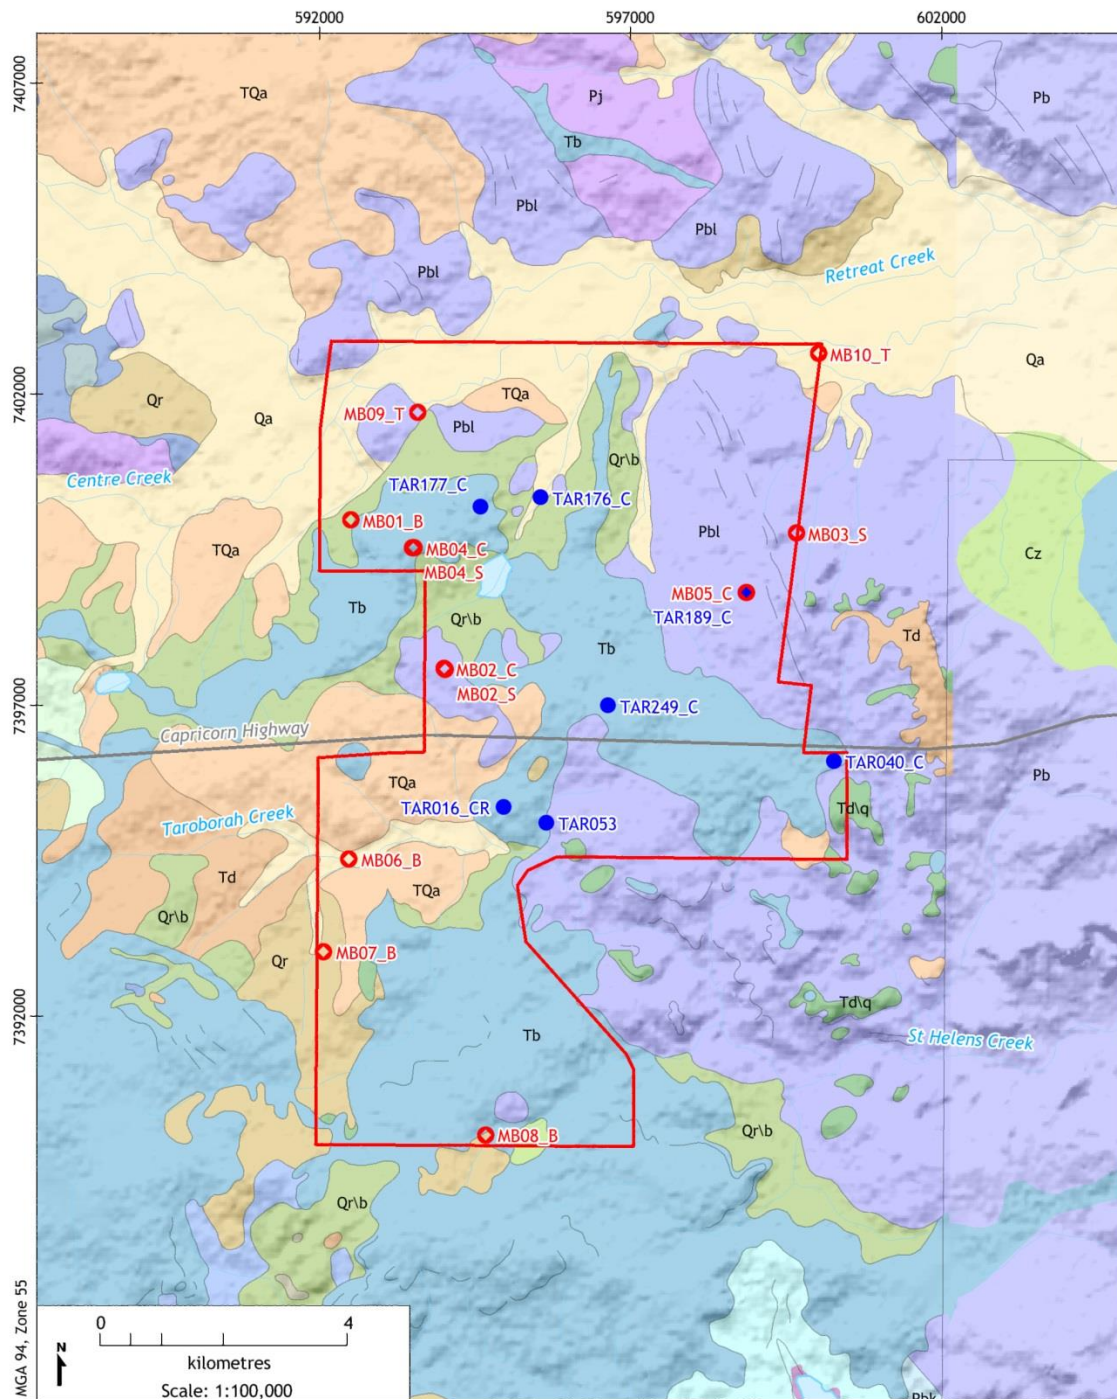 592000 597000 602000
7407000
TQa
Pj
Pb
Tb
Pbl
Pbl
Pbl
Retreat Creek
MB10_T
Qa
7402000
TQa
Qr
MB09_T
Pbl
Qa
Qr\b
Centre Creek
TAR177_C
TAR176_C
MB01_B
TQa
Pbl
MB03_S
MB04_C
MB04_S
Cz
MB05_C
TAR189_C
Tb
Qr\b
Td
Tb
MB02_C
MB02_S
7397000
TAR249_C
Capricorn Highway
TAR040_C
Pb
TQa
TAR016_CR
Td\q
Taroborah Creek
TAR053
MB06_B
Td
TQa
Qr\b
MB07_B
Qr
7392000
Td\q
Tb
St Helens Creek
MB08_B
Qr\b
Qr\b
MGA 94, Zone 55
0 4
N
kilometres
Scale: 1:100,000